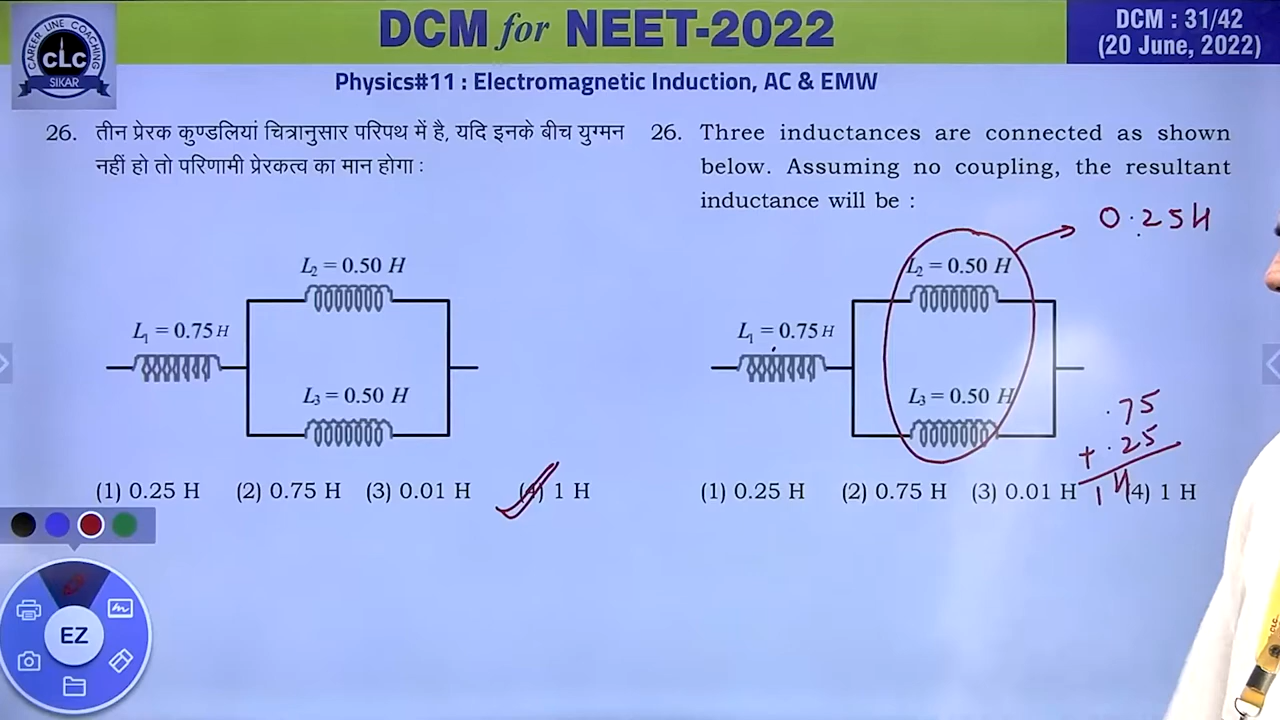 CAREER LINE COACHING
CLC
SIKAR
DCM for NEET-2022
DCM : 31/42
(20 June, 2022)
Physics#11 : Electromagnetic Induction, AC & EMW
26. तीन प्रेरक कुण्डलियां चित्रानुसार परिपथ में है, यदि इनके बीच युग्मन
नहीं हो तो परिणामी प्रेरकत्व का मान होगा :
L₂ = 0.50 H
L₁ = 0.75 H
L₃ = 0.50 H
(1) 0.25 H (2) 0.75 H (3) 0.01 H (4) 1 H
26. Three inductances are connected as shown
below. Assuming no coupling, the resultant
inductance will be :
0.25H
L₂ = 0.50 H
L₁ = 0.75 H
L₃ = 0.50 H
.75
+ .25
1 H
(1) 0.25 H (2) 0.75 H (3) 0.01 H (4) 1 H
EZ
CLC